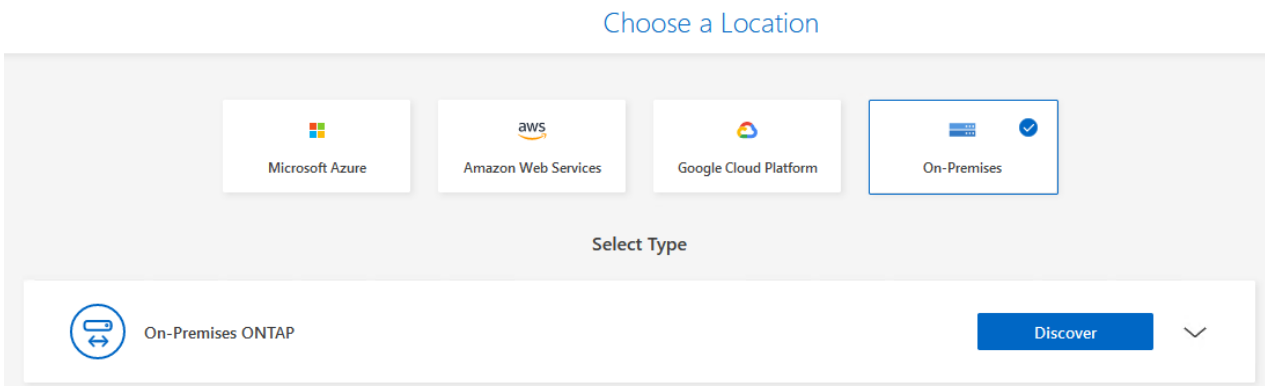 Choose a Location
aws
Microsoft Azure
Amazon Web Services
Google Cloud Platform
On-Premises
Select Type
On-Premises ONTAP
Discover